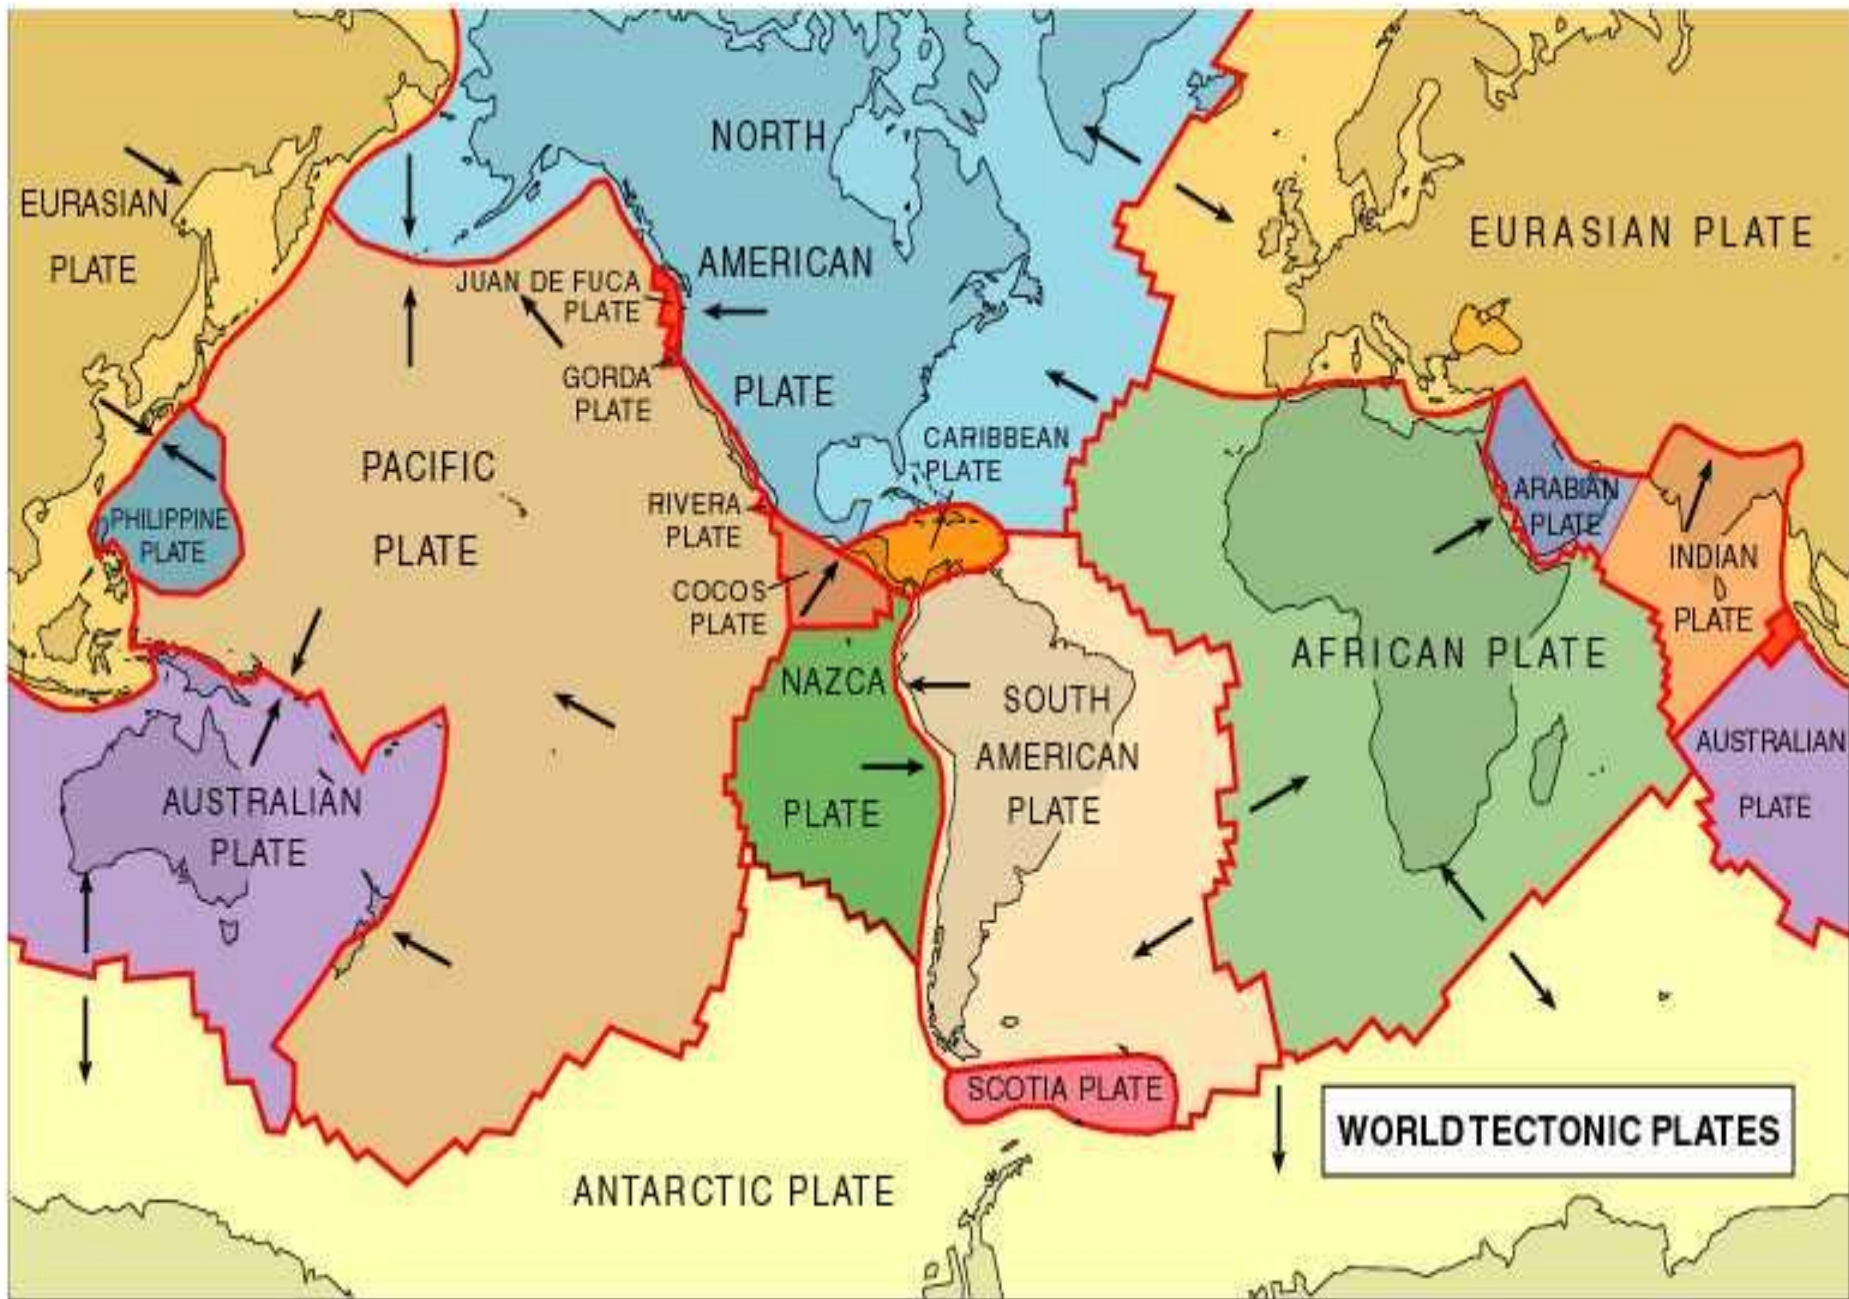 NORTH
AMERICAN
PLATE
EURASIAN
PLATE
EURASIAN PLATE
JUAN DE FUCA
PLATE
GORDA
PLATE
PACIFIC
PLATE
CARIBBEAN
PLATE
PHILIPPINE
PLATE
RIVERA
PLATE
COCOS
PLATE
ARABIAN
PLATE
INDIAN
PLATE
AFRICAN PLATE
NAZCA
PLATE
SOUTH
AMERICAN
PLATE
AUSTRALIAN
PLATE
AUSTRALIAN
PLATE
SCOTIA PLATE
ANTARCTIC PLATE
WORLD TECTONIC PLATES